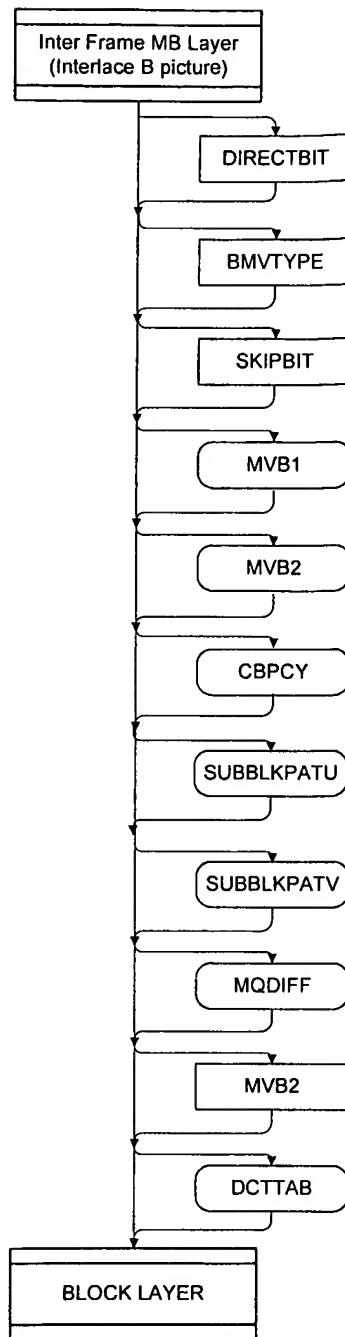 Inter Frame MB Layer
(Interlace B picture)
DIRECTBIT
BMVTYPE
SKIPBIT
MVB1
MVB2
CBPCY
SUBBLKPATU
SUBBLKPATV
MQDIFF
MVB2
DCTTAB
BLOCK LAYER